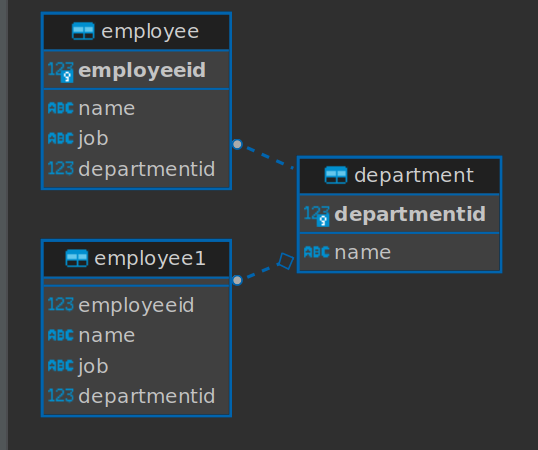 employee
123 employeeid
ABC name
ABC job
123 departmentid
department
123 departmentid
ABC name
employee1
123 employeeid
ABC name
ABC job
123 departmentid